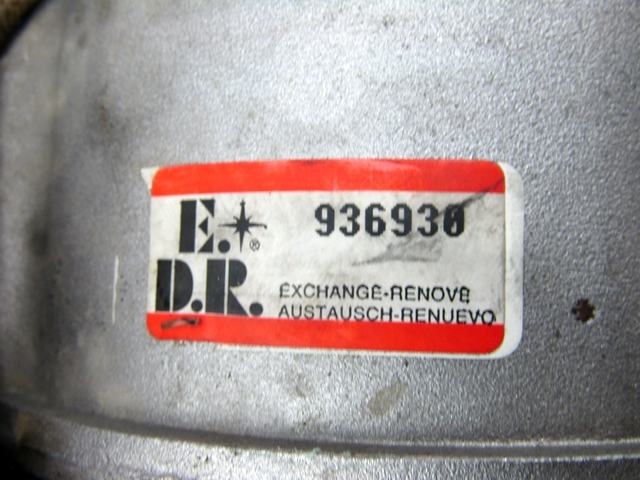 E. ® 936930
D.R. EXCHANGE-RENOVE
AUSTAUSCH-RENUEVO